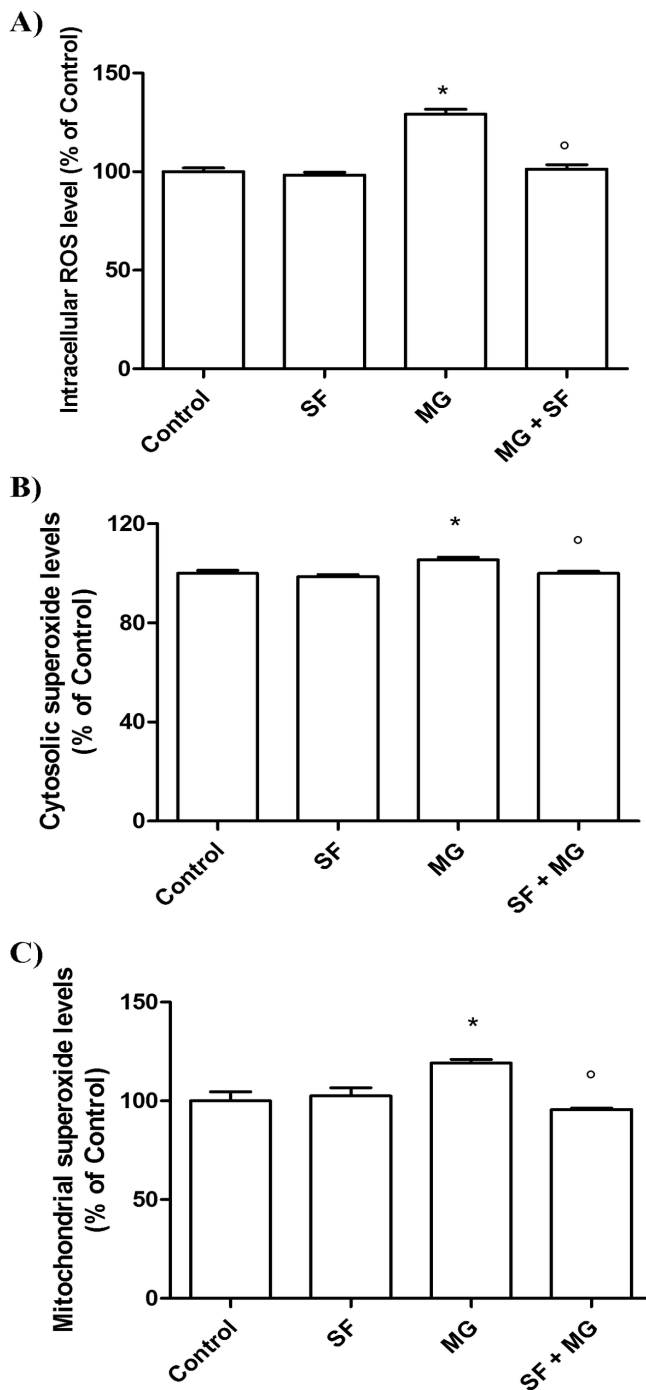 A)
Intracellular ROS level (% of Control)
150
100
50
0
*
°
Control
SF
MG
MG + SF
B)
Cytosolic superoxide levels
(% of Control)
120
80
40
0
*
°
Control
SF
MG
SF + MG
C)
Mitochondrial superoxide levels
(% of Control)
150
100
50
0
*
°
Control
SF
MG
SF + MG